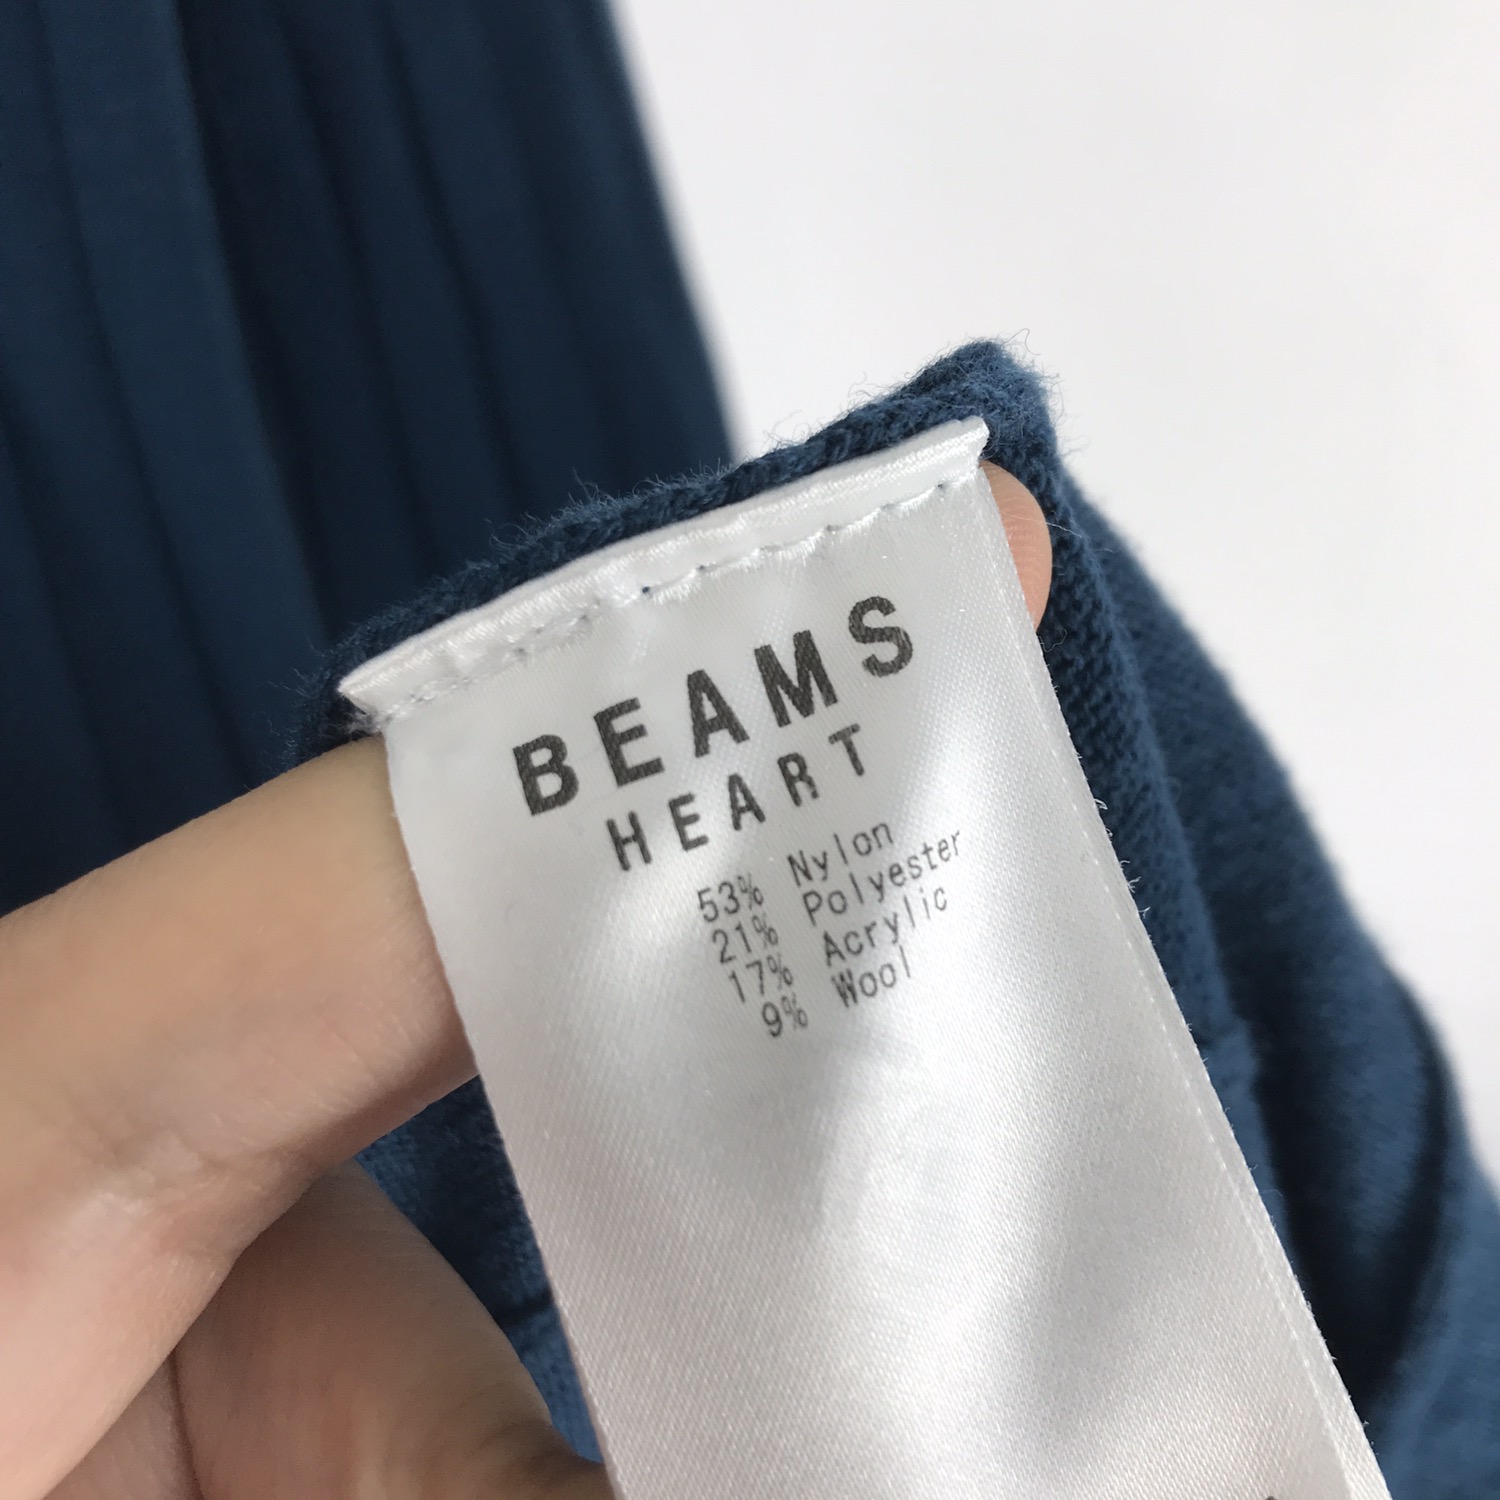 BEAMS
HEART
53% Nylon
21% Polyester
17% Acrylic
9% Wool